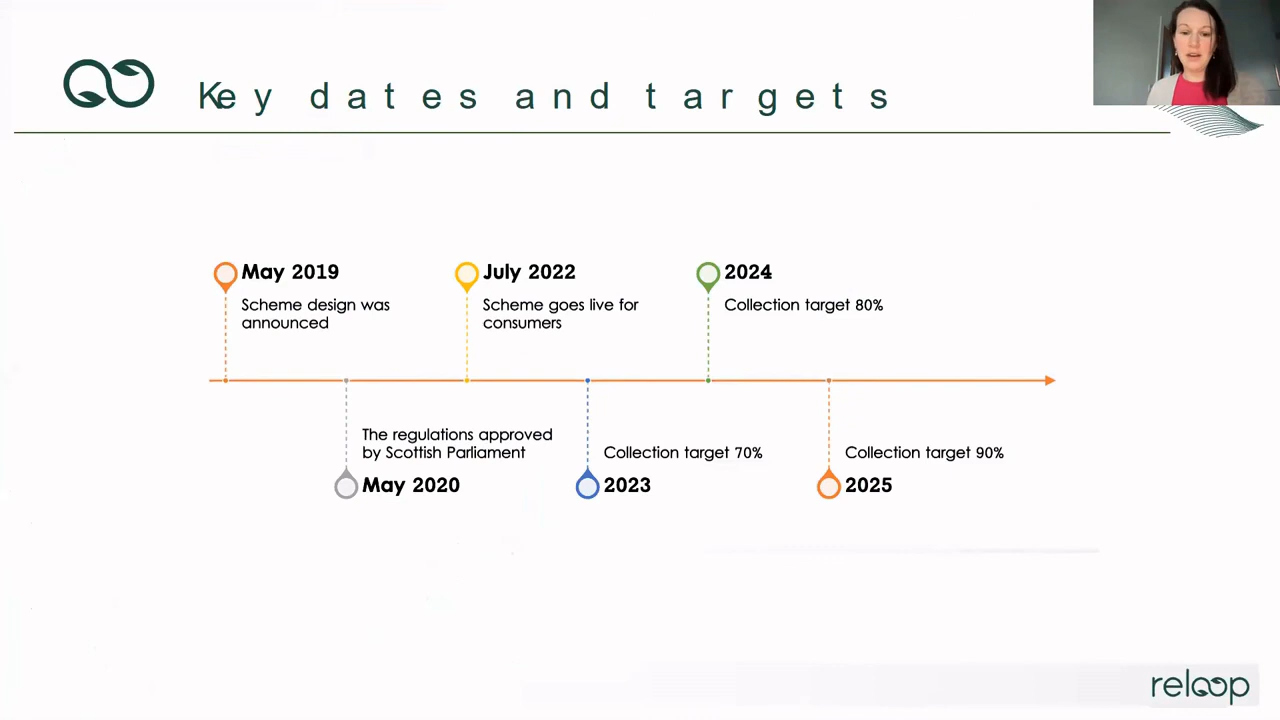 Key dates and targets
May 2019
Scheme design was
announced
July 2022
Scheme goes live for
consumers
2024
Collection target 80%
The regulations approved
by Scottish Parliament
May 2020
Collection target 70%
2023
Collection target 90%
2025
reloop